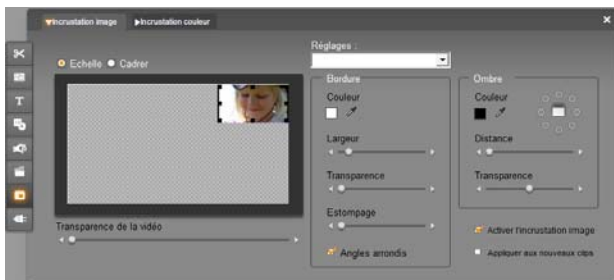 Incrustation image
Incrustation couleur
Echelle
Cadrer
Réglages :
Bordure
Couleur
Largeur
Transparence
Estompage
Angles arrondis
Ombre
Couleur
Distance
Transparence
Activer l'incrustation image
Appliquer aux nouveaux clips
Transparence de la vidéo
T